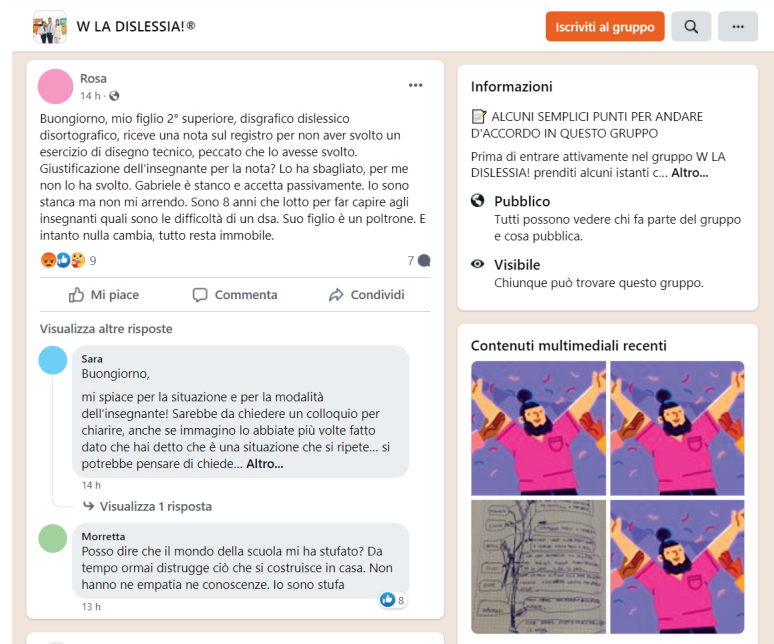 W LA DISLESSIA!®
Iscriviti al gruppo
Rosa
14 h ·
Buongiorno, mio figlio 2° superiore, disgrafico dislessico
disortografico, riceve una nota sul registro per non aver svolto un
esercizio di disegno tecnico, peccato che lo avesse svolto.
Giustificazione dell'insegnante per la nota? Lo ha sbagliato, per me
non lo ha svolto. Gabriele è stanco e accetta passivamente. Io sono
stanca ma non mi arrendo. Sono 8 anni che lotto per far capire agli
insegnanti quali sono le difficoltà di un dsa. Suo figlio è un poltrone. E
intanto nulla cambia, tutto resta immobile.
9
7
Mi piace
Commenta
Condividi
Visualizza altre risposte
Sara
Buongiorno,
mi spiace per la situazione e per la modalità
dell'insegnante! Sarebbe da chiedere un colloquio per
chiarire, anche se immagino lo abbiate più volte fatto
dato che hai detto che è una situazione che si ripete... si
potrebbe pensare di chiede... Altro...
14 h
Visualizza 1 risposta
Morretta
Posso dire che il mondo della scuola mi ha stufato? Da
tempo ormai distrugge ciò che si costruisce in casa. Non
hanno ne empatia ne conoscenze. Io sono stufa
8
13 h
Informazioni
ALCUNI SEMPLICI PUNTI PER ANDARE
D'ACCORDO IN QUESTO GRUPPO
Prima di entrare attivamente nel gruppo W LA
DISLESSIA! prenditi alcuni istanti c... Altro...
Pubblico
Tutti possono vedere chi fa parte del gruppo
e cosa pubblica.
Visibile
Chiunque può trovare questo gruppo.
Contenuti multimediali recenti